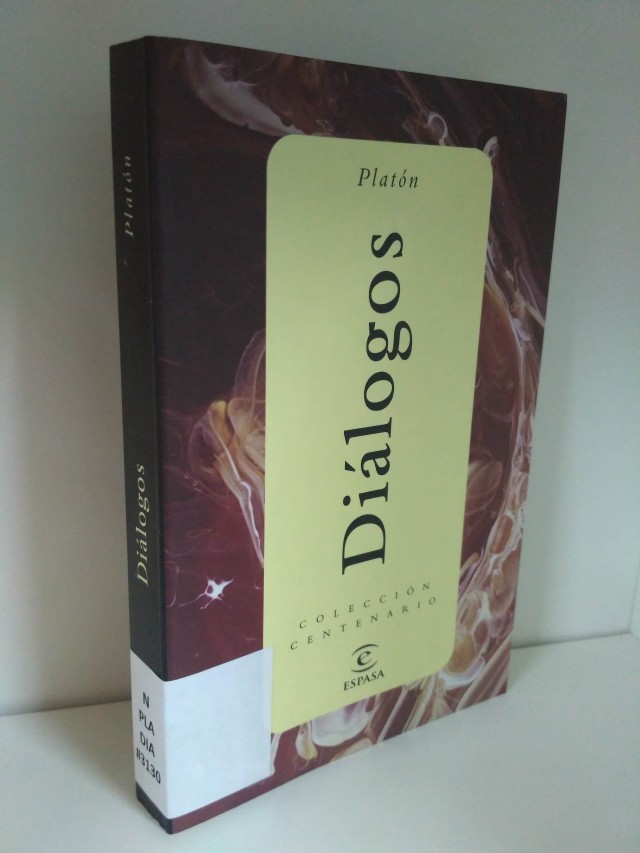 Platón
Diálogos
COLECCIÓN
CENTENARIO
e
ESPASA
Platón
Diálogos
N
PLA
DIA
#3130